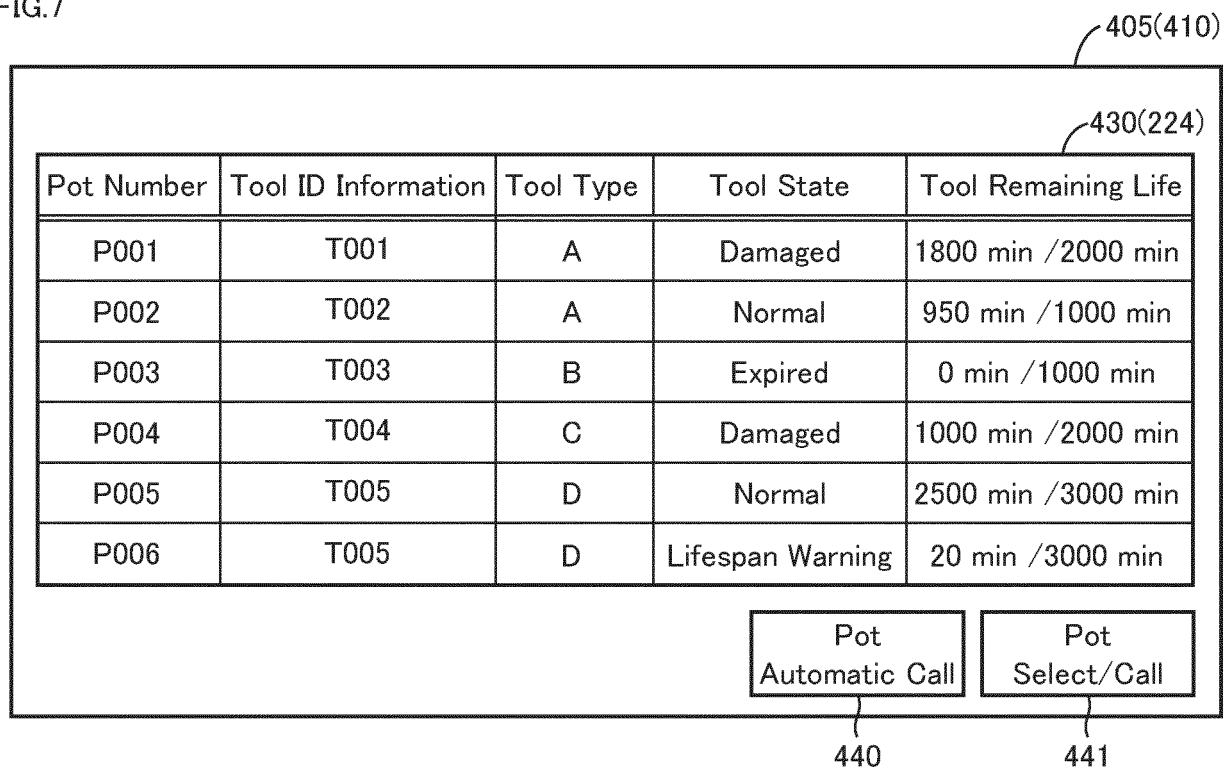 FIG.7
405(410)
430(224)
Pot Number Tool ID Information Tool Type Tool State Tool Remaining Life
P001 T001 A Damaged 1800 min /2000 min
P002 T002 A Normal 950 min /1000 min
P003 T003 B Expired 0 min /1000 min
P004 T004 C Damaged 1000 min /2000 min
P005 T005 D Normal 2500 min /3000 min
P006 T005 D Lifespan Warning 20 min /3000 min
Pot Automatic Call
Pot Select/Call
440 441